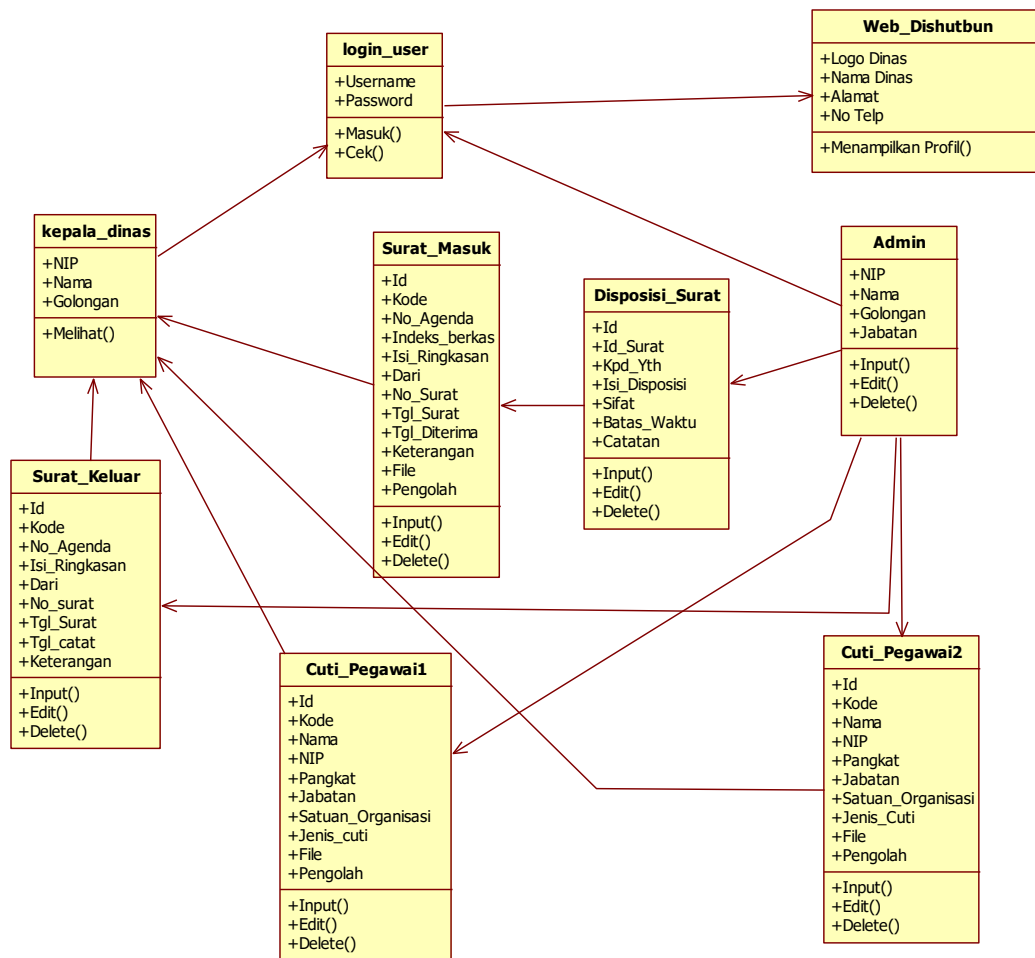 login_user
+Username
+Password
+Masuk()
+Cek()
Web_Dishutbun
+Logo Dinas
+Nama Dinas
+Alamat
+No Telp
+Menampilkan Profil()
kepala_dinas
+NIP
+Nama
+Golongan
+Melihat()
Surat_Masuk
+Id
+Kode
+No_Agenda
+Indeks_berkas
+Isi_Ringkasan
+Dari
+No_Surat
+Tgl_Surat
+Tgl_Diterima
+Keterangan
+File
+Pengolah
+Input()
+Edit()
+Delete()
Disposisi_Surat
+Id
+Id_Surat
+Kpd_Yth
+Isi_Disposisi
+Sifat
+Batas_Waktu
+Catatan
+Input()
+Edit()
+Delete()
Admin
+NIP
+Nama
+Golongan
+Jabatan
+Input()
+Edit()
+Delete()
Surat_Keluar
+Id
+Kode
+No_Agenda
+Isi_Ringkasan
+Dari
+No_surat
+Tgl_Surat
+Tgl_catat
+Keterangan
+Input()
+Edit()
+Delete()
Cuti_Pegawai1
+Id
+Kode
+Nama
+NIP
+Pangkat
+Jabatan
+Satuan_Organisasi
+Jenis_cuti
+File
+Pengolah
+Input()
+Edit()
+Delete()
Cuti_Pegawai2
+Id
+Kode
+Nama
+NIP
+Pangkat
+Jabatan
+Satuan_Organisasi
+Jenis_Cuti
+File
+Pengolah
+Input()
+Edit()
+Delete()